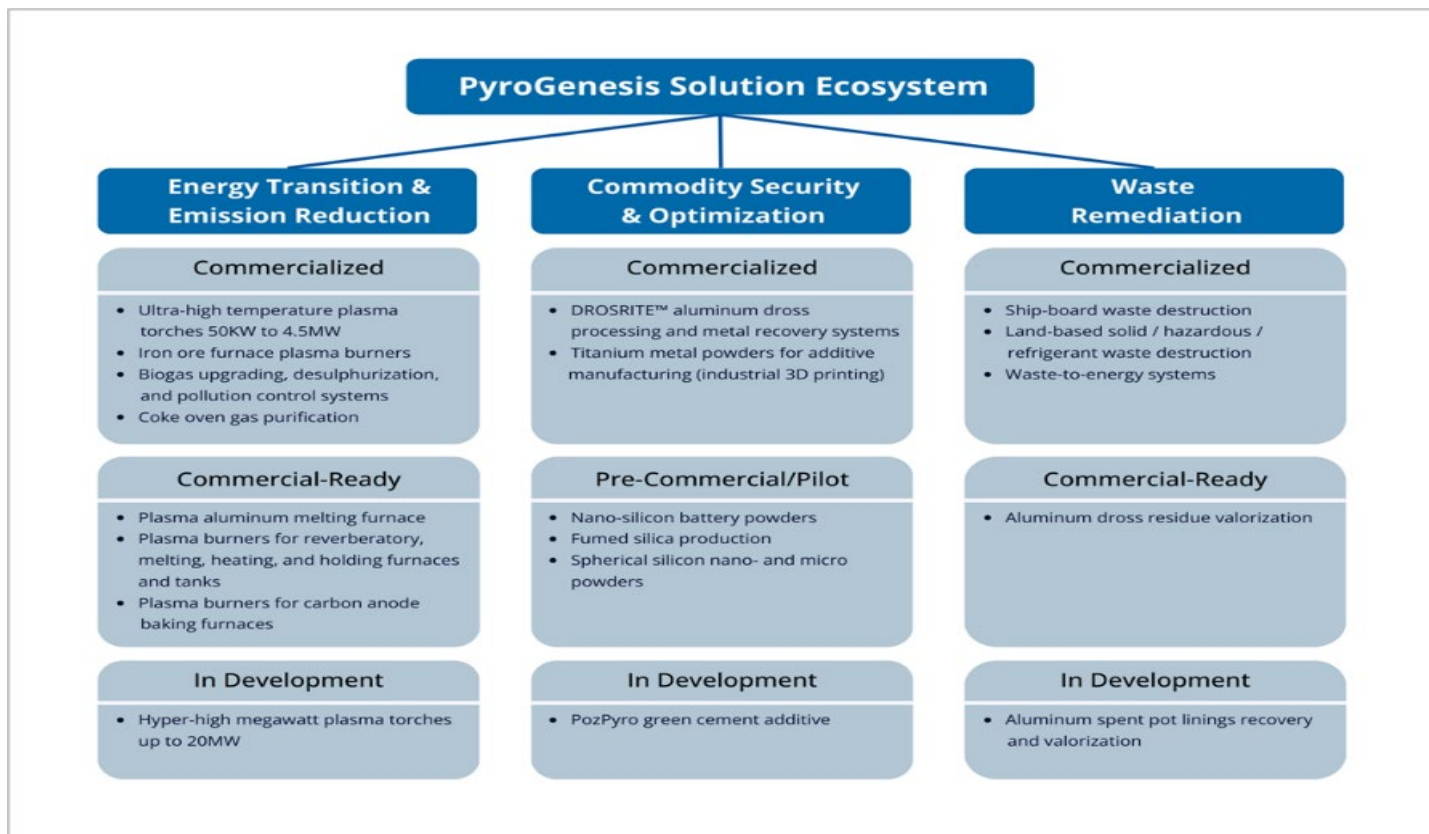 PyroGenesis Solution Ecosystem
Energy Transition &
Emission Reduction
Commercialized
• Ultra-high temperature plasma
torches 50KW to 4.5MW
• Iron ore furnace plasma burners
• Biogas upgrading, desulphurization,
and pollution control systems
• Coke oven gas purification
Commercial-Ready
• Plasma aluminum melting furnace
• Plasma burners for reverberatory,
melting, heating, and holding furnaces
and tanks
• Plasma burners for carbon anode
baking furnaces
In Development
• Hyper-high megawatt plasma torches
up to 20MW
Commodity Security
& Optimization
Commercialized
• DROSRITE™ aluminum dross
processing and metal recovery systems
• Titanium metal powders for additive
manufacturing (industrial 3D printing)
Pre-Commercial/Pilot
• Nano-silicon battery powders
• Fumed silica production
• Spherical silicon nano- and micro
powders
In Development
• PozPyro green cement additive
Waste
Remediation
Commercialized
• Ship-board waste destruction
• Land-based solid / hazardous /
refrigerant waste destruction
• Waste-to-energy systems
Commercial-Ready
• Aluminum dross residue valorization
In Development
• Aluminum spent pot linings recovery
and valorization